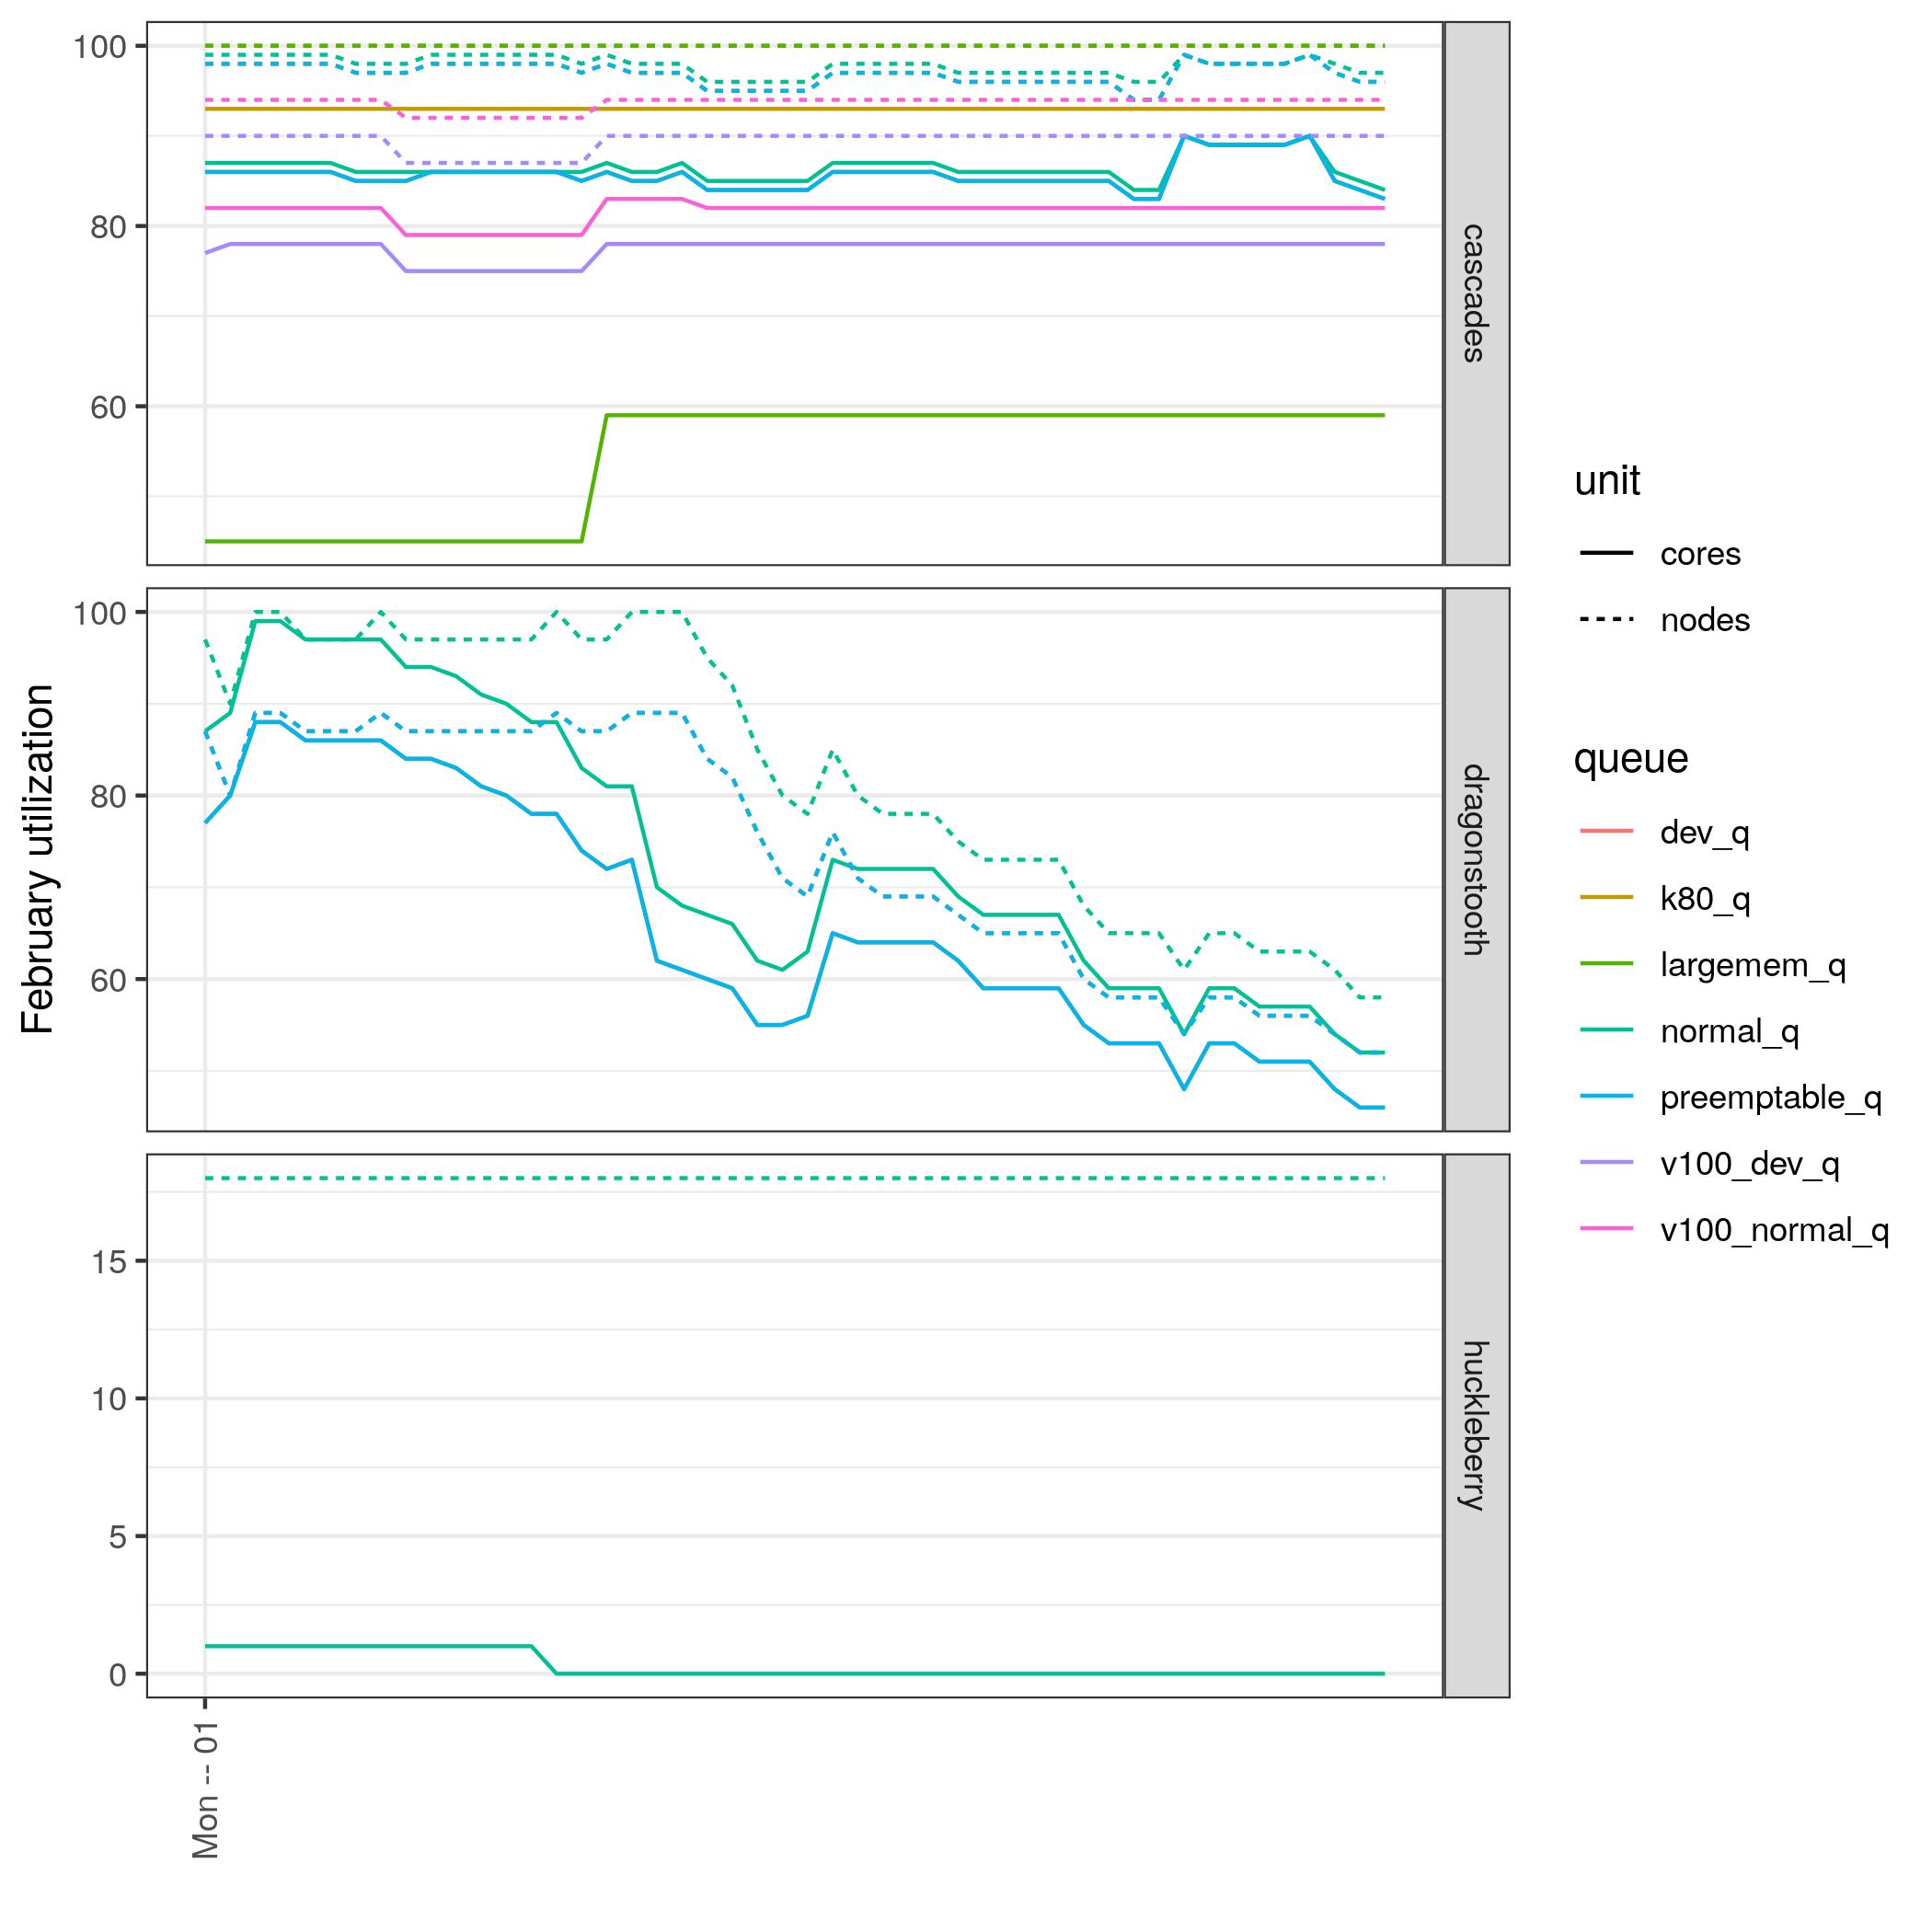 February utilization
100
80
60
cascades
100
80
60
dragonstooth
15
10
5
0
huckleberry
Mon -- 01
unit
cores
nodes
queue
dev_q
k80_q
largemem_q
normal_q
preemptable_q
v100_dev_q
v100_normal_q